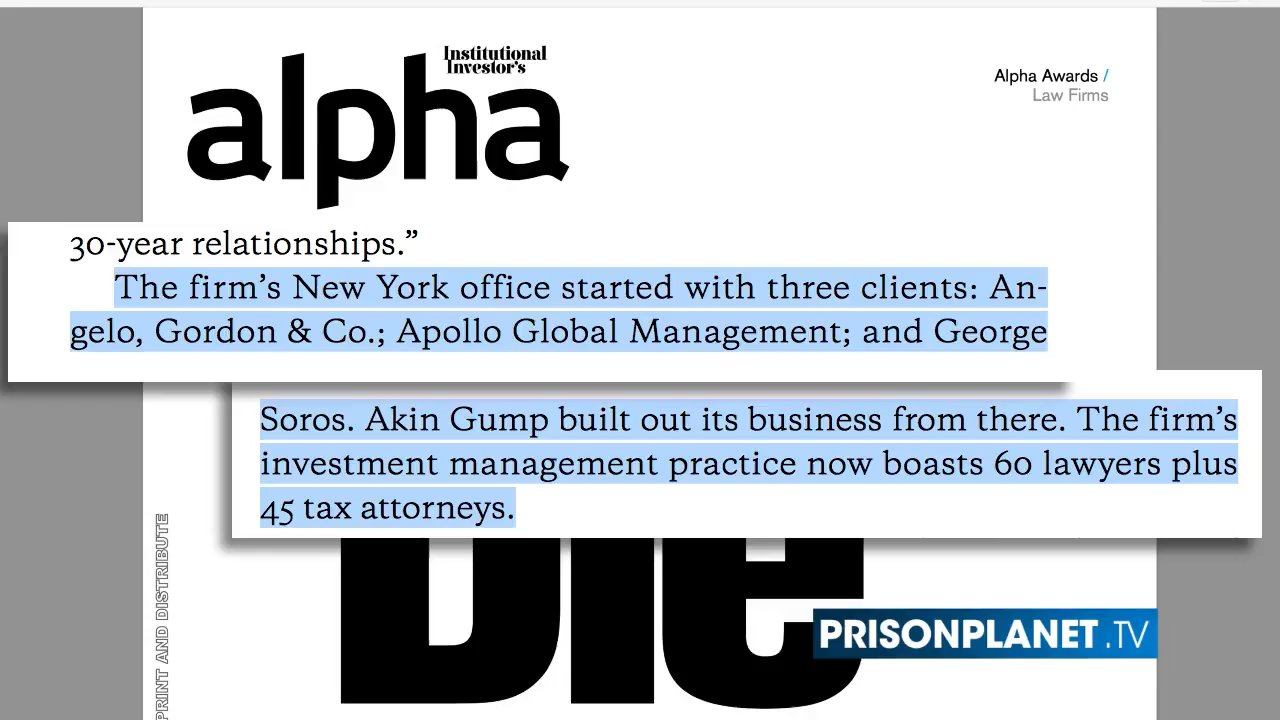 Institutional
Investor's
alpha
Alpha Awards /
Law Firms
30-year relationships.”
The firm’s New York office started with three clients: An-
gelo, Gordon & Co.; Apollo Global Management; and George
Soros. Akin Gump built out its business from there. The firm’s
investment management practice now boasts 60 lawyers plus
45 tax attorneys.
PRINT AND DISTRIBUTE
PRISONPLANET.TV